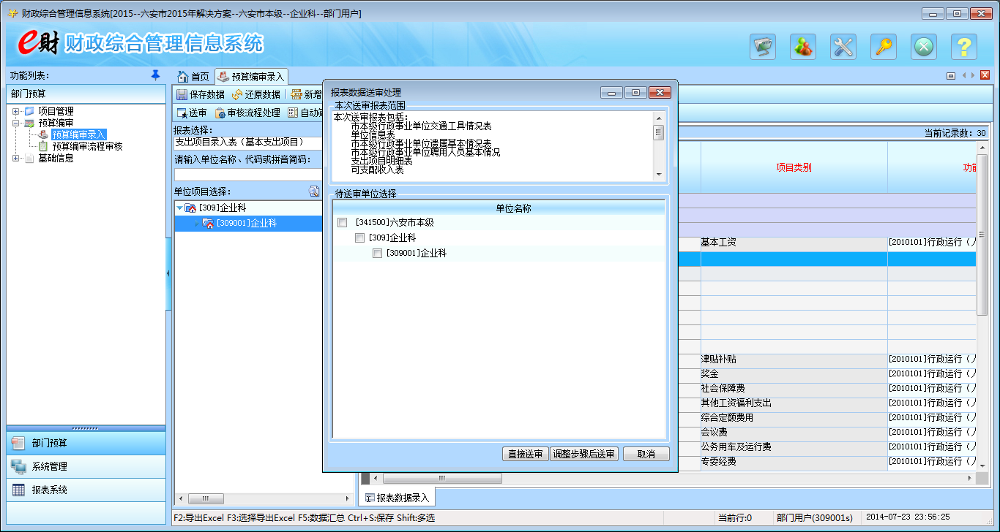 财政综合管理信息系统[2015--六安市2015年解决方案--六安市本级--企业科--部门用户]
e财 财政综合管理信息系统
功能列表:
首页
预算编审录入
部门预算
保存数据
还原数据
新增
送审
审核流程处理
项目管理
预算编审
预算编审录入
预算编审流程审核
基础信息
报表选择:
支出项目录入表（基本支出项目）
请输入单位名称、代码或拼音简码:
单位项目选择:
[309]企业科
[309001]企业科
报表数据送审处理
本次送审报表范围
本次送审报表包括:
市本级行政事业单位交通工具情况表
单位信息表
市本级行政事业单位遗属基本情况表
市本级行政事业单位聘用人员基本情况
支出项目明细表
可支配收入表
待送审单位选择
单位名称
[341500]六安市本级
[309]企业科
[309001]企业科
直接送审
调整步骤后送审
取消
当前记录数: 30
项目类别
基本工资 [2010101]行政运行（人
津贴补贴 [2010101]行政运行（人
奖金 [2010101]行政运行（人
社会保障费 [2010101]行政运行（人
其他工资福利支出 [2010101]行政运行（人
综合定额费用 [2010101]行政运行（人
会议费 [2010101]行政运行（人
公务用车及运行费 [2010101]行政运行（人
专委经费 [2010101]行政运行（人
部门预算
系统管理
报表系统
报表数据录入
F2:导出Excel F3:选择导出Excel F5:数据汇总 Ctrl+S:保存 Shift:多选
当前行:0
部门用户(309001s)
2014-07-23 23:56:25